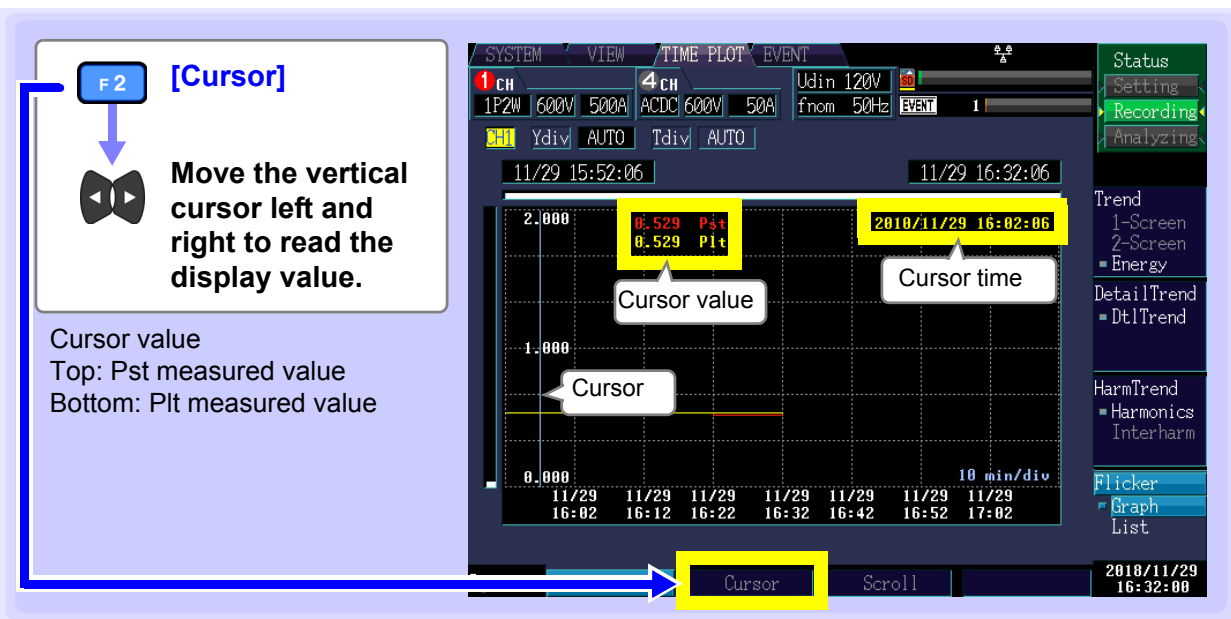 F 2
[Cursor]
Move the vertical
cursor left and
right to read the
display value.
Cursor value
Top: Pst measured value
Bottom: Plt measured value
SYSTEM VIEW TIME PLOT EVENT
1 CH 4 CH Udin 120V SD
1P2W 600V 500A ACDC 600V 50A fnom 50Hz EVENT 1
CH1 Ydiv AUTO Tdiv AUTO
11/29 15:52:06 11/29 16:32:06
2.000 0.529 Pst 2018/11/29 16:02:06
0.529 Plt
Cursor value
Cursor time
1.000
Cursor
0.000 10 min/div
11/29 11/29 11/29 11/29 11/29 11/29 11/29
16:02 16:12 16:22 16:32 16:42 16:52 17:02
Cursor Scroll
Status
Setting
Recording
Analyzing
Trend
1-Screen
2-Screen
Energy
DetailTrend
DtlTrend
HarmTrend
Harmonics
Interharm
Flicker
Graph
List
2018/11/29
16:32:00